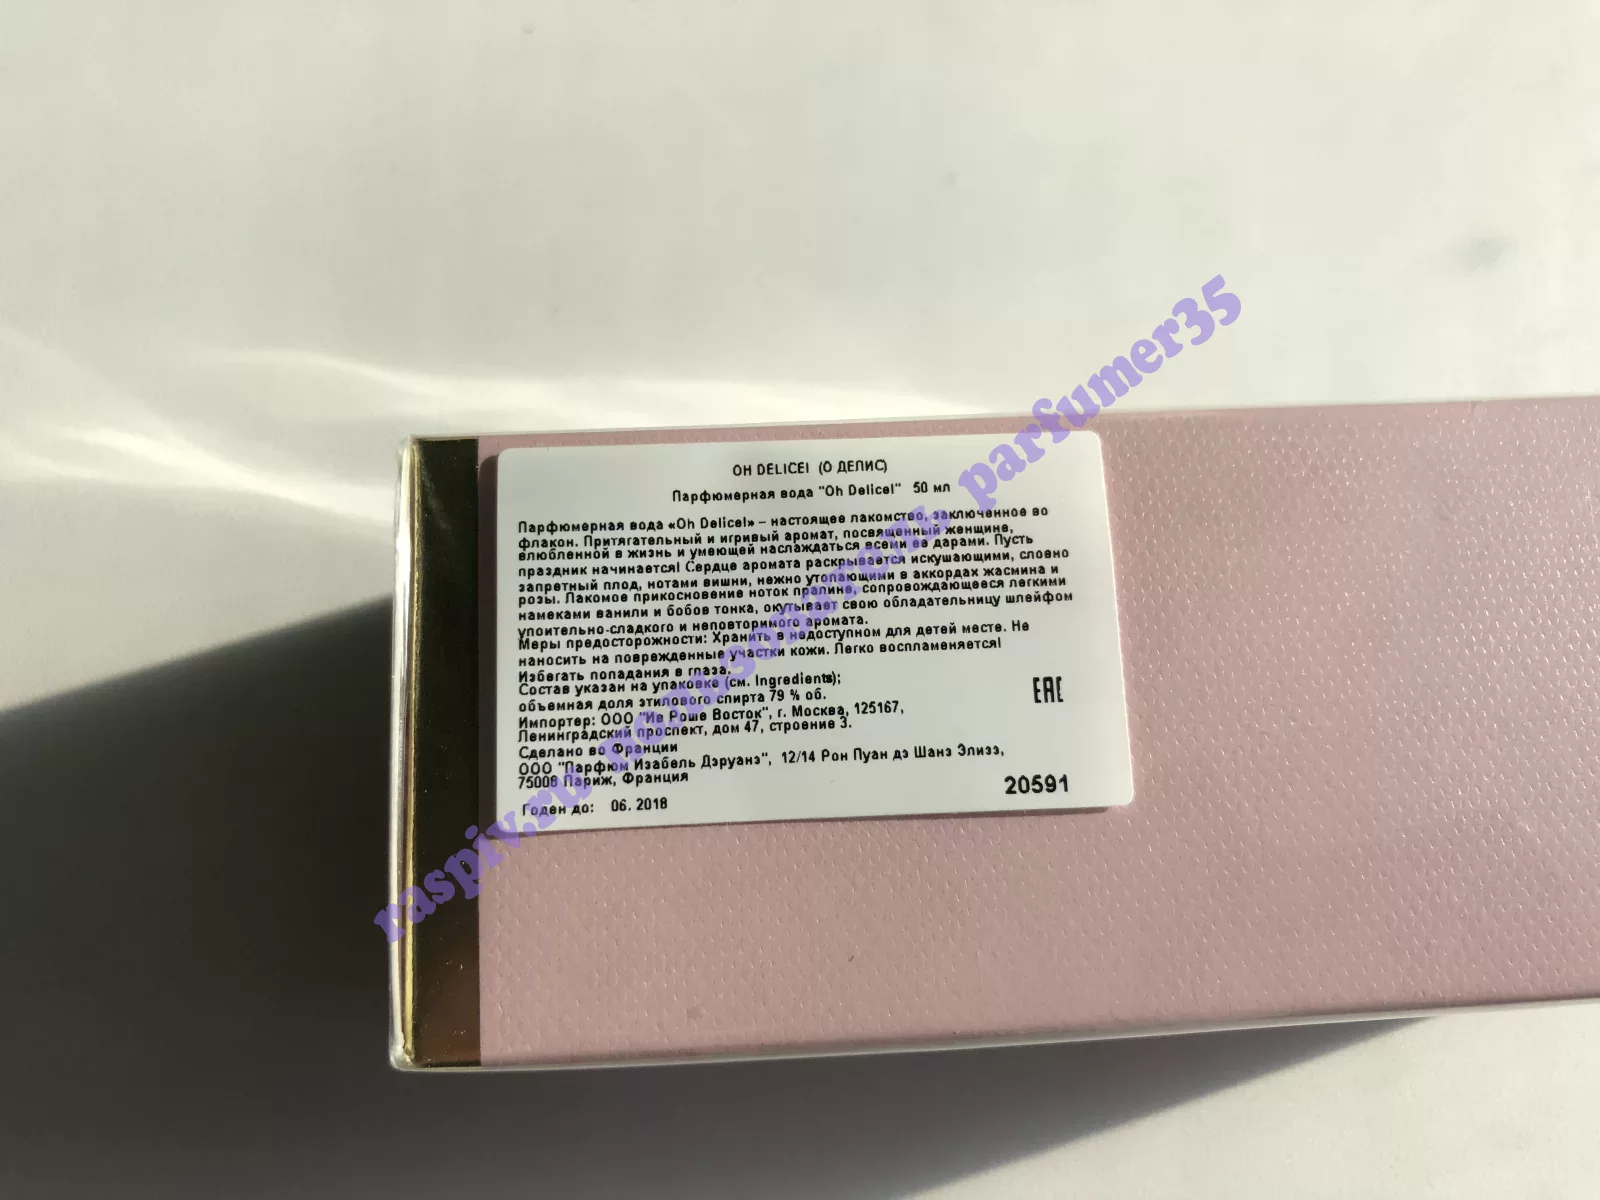 OH DELICE! (О ДЕЛИС)
Парфюмерная вода "Oh Delice!" 50 мл
Парфюмерная вода «Oh Delice!» – настоящее лакомство, заключенное во
флакон. Притягательный и игривый аромат, посвященный женщине,
влюбленной в жизнь и умеющей наслаждаться всеми ее дарами. Пусть
праздник начинается! Сердце аромата раскрывается искушающими, словно
запретный плод, нотами вишни, нежно утопающими в аккордах жасмина и
розы. Лакомое прикосновение ноток пралине, сопровождающееся легкими
намеками ванили и бобов тонка, окутывает свою обладательницу шлейфом
упоительно-сладкого и неповторимого аромата.
Меры предосторожности: Хранить в недоступном для детей месте. Не
наносить на поврежденные участки кожи. Легко воспламеняется!
Избегать попадания в глаза.
Состав указан на упаковке (см. Ingredients);
объемная доля этилового спирта 79 % об.
EAC
Импортер: ООО "Ив Роше Восток", г. Москва, 125167,
Ленинградский проспект, дом 47, строение 3.
Сделано во Франции
ООО "Парфюм Изабель Дэруанэ", 12/14 Рон Пуан дэ Шанз Элизэ,
75008 Париж, Франция
20591
Годен до: 06. 2018
raspiv.ru parfumer35